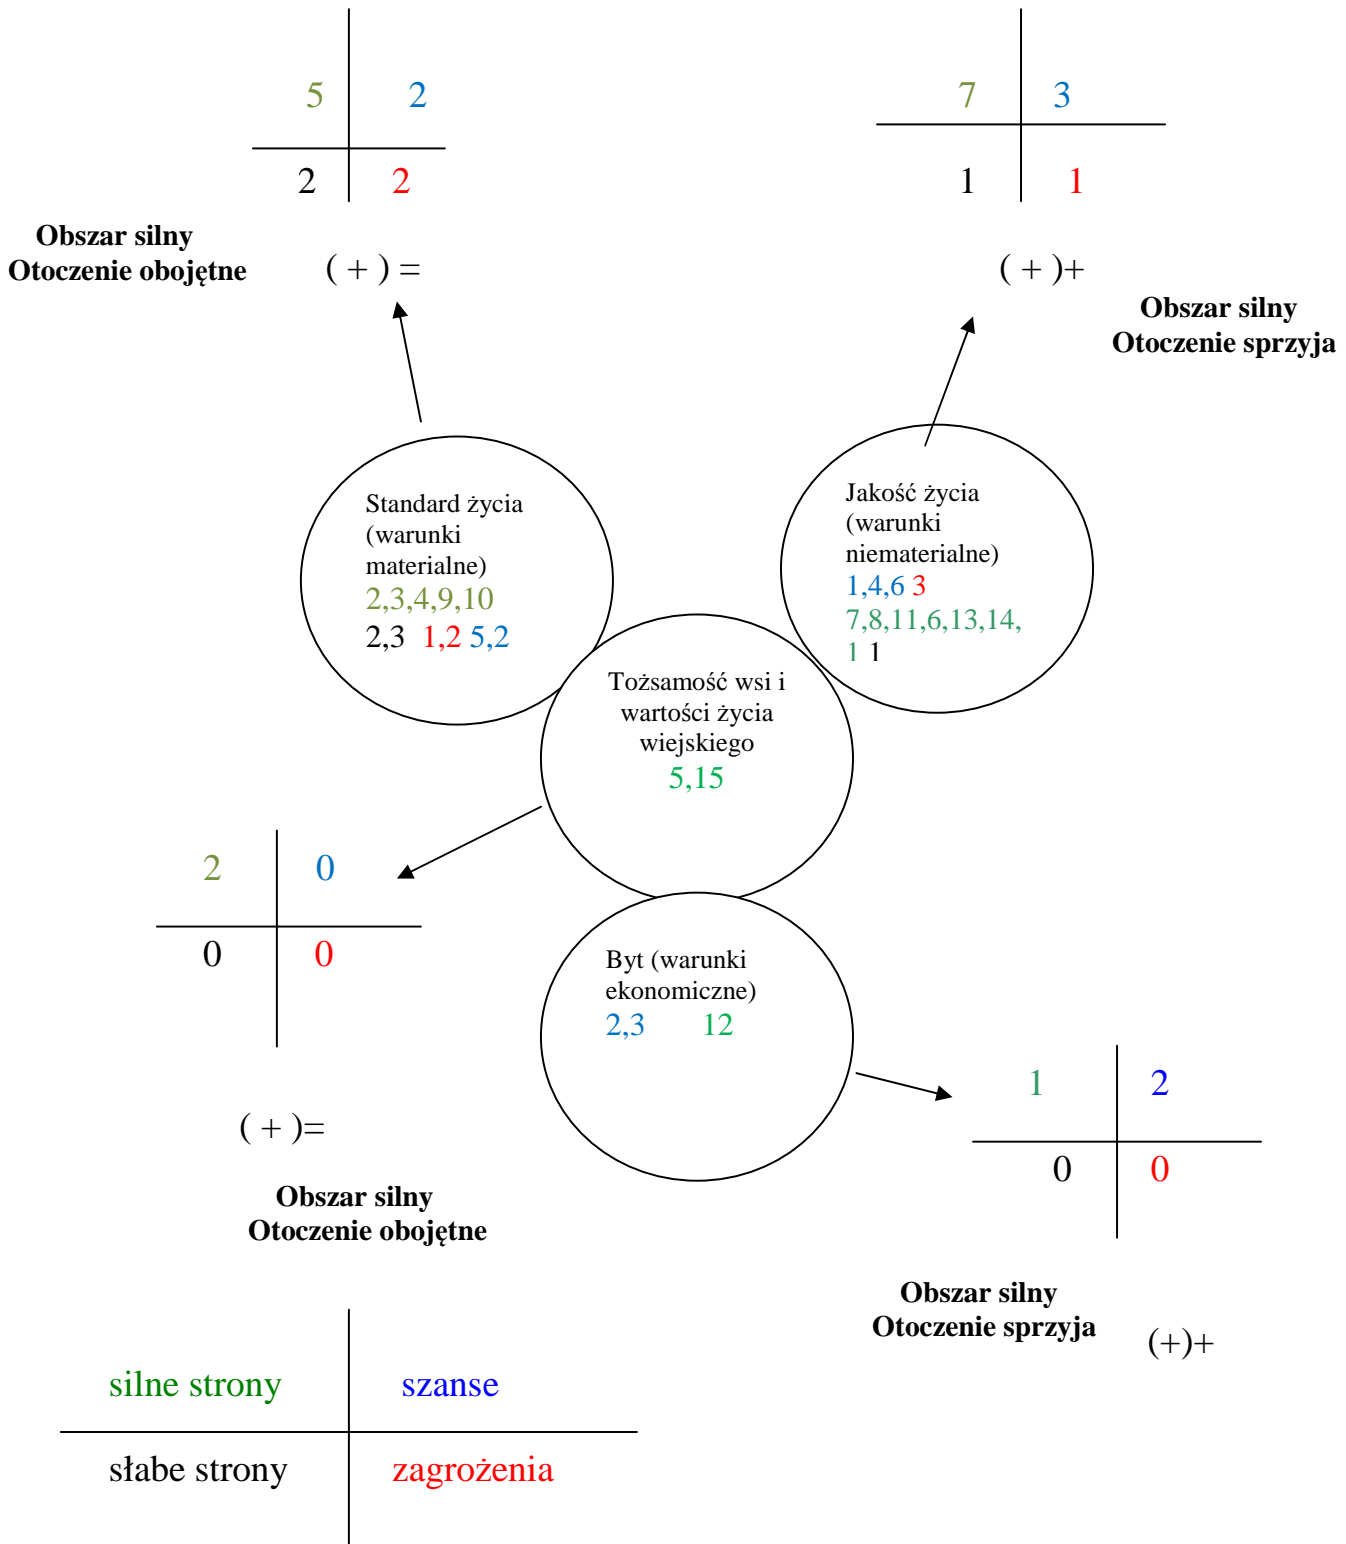 5 2
2 2
Obszar silny
Otoczenie obojętne
( + ) =
7 3
1 1
( + )+
Obszar silny
Otoczenie sprzyja
Standard życia
(warunki
materialne)
2,3,4,9,10
2,3 1,2 5,2
Jakość życia
(warunki
niematerialne)
1,4,6 3
7,8,11,6,13,14,
1 1
Tożsamość wsi i
wartości życia
wiejskiego
5,15
2 0
0 0
( + )=
Obszar silny
Otoczenie obojętne
Byt (warunki
ekonomiczne)
2,3 12
1 2
0 0
Obszar silny
Otoczenie sprzyja
(+)+
silne strony szanse
słabe strony zagrożenia